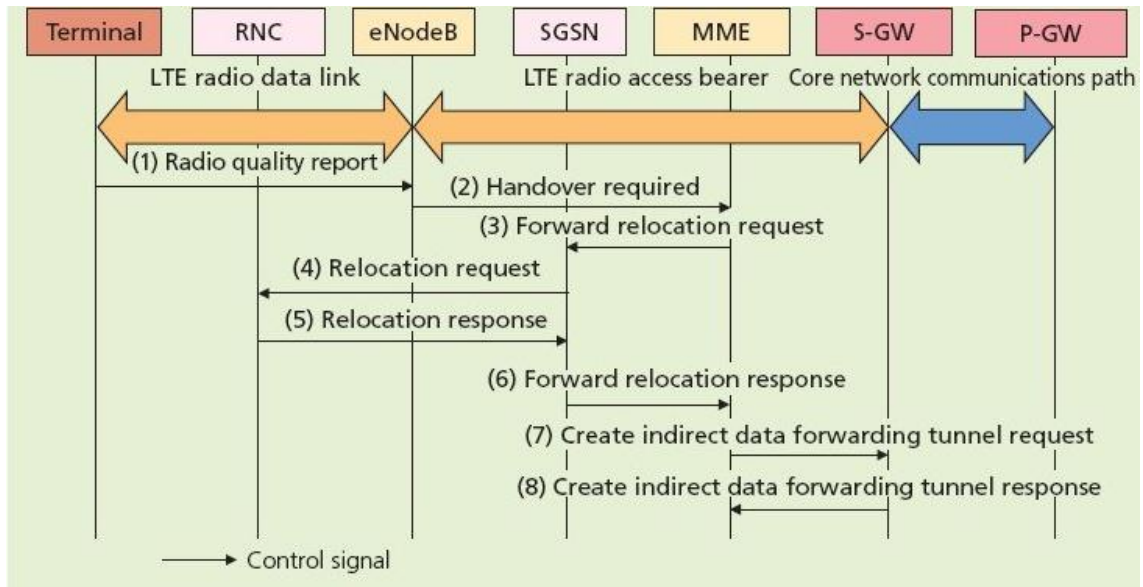 Terminal RNC eNodeB SGSN MME S-GW P-GW
LTE radio data link LTE radio access bearer Core network communications path
(1) Radio quality report
(2) Handover required
(3) Forward relocation request
(4) Relocation request
(5) Relocation response
(6) Forward relocation response
(7) Create indirect data forwarding tunnel request
(8) Create indirect data forwarding tunnel response
Control signal